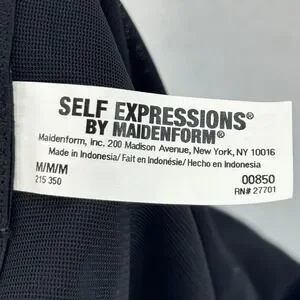 SELF EXPRESSIONS®
BY MAIDENFORM®
Maidenform, Inc. 200 Madison Avenue, New York, NY 10016
Made in Indonesia/ Fait en Indonésie/ Hecho en Indonesia
M/M/M 00850
215 350 RN# 27701